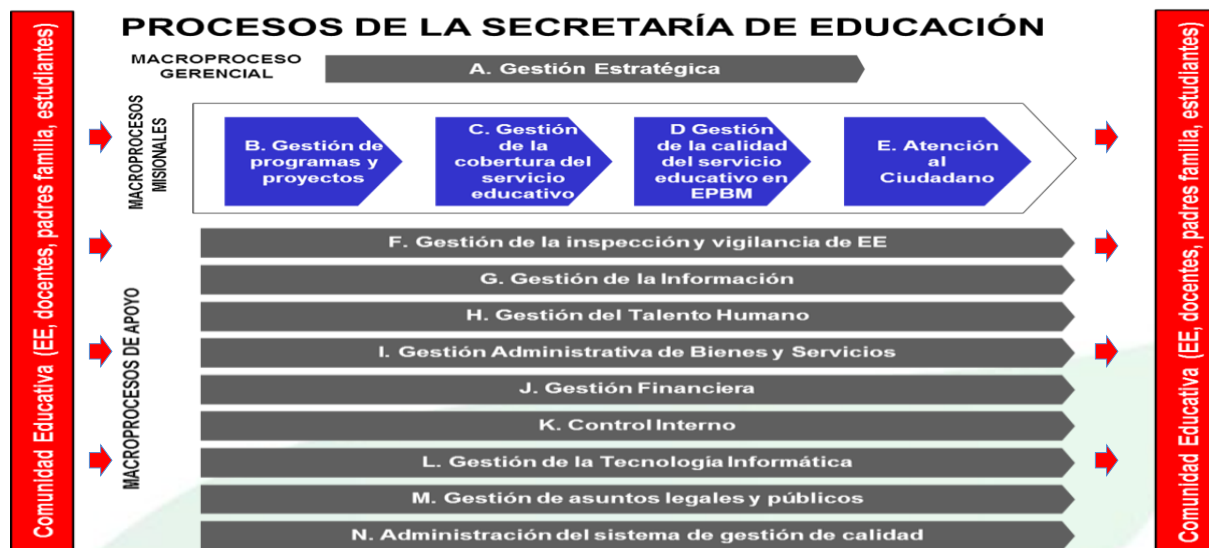 PROCESOS DE LA SECRETARÍA DE EDUCACIÓN
MACROPROCESO
GERENCIAL
A. Gestión Estratégica
Comunidad Educativa (EE, docentes, padres familia, estudiantes)
MACROPROCESOS
MISIONALES
B. Gestión de
programas y
proyectos
C. Gestión
de la
cobertura del
servicio
educativo
D Gestión
de la calidad
del servicio
educativo en
EPBM
E. Atención
al
Ciudadano
MACROPROCESOS DE APOYO
F. Gestión de la inspección y vigilancia de EE
G. Gestión de la Información
H. Gestión del Talento Humano
I. Gestión Administrativa de Bienes y Servicios
J. Gestión Financiera
K. Control Interno
L. Gestión de la Tecnología Informática
M. Gestión de asuntos legales y públicos
N. Administración del sistema de gestión de calidad
Comunidad Educativa (EE, docentes, padres familia, estudiantes)